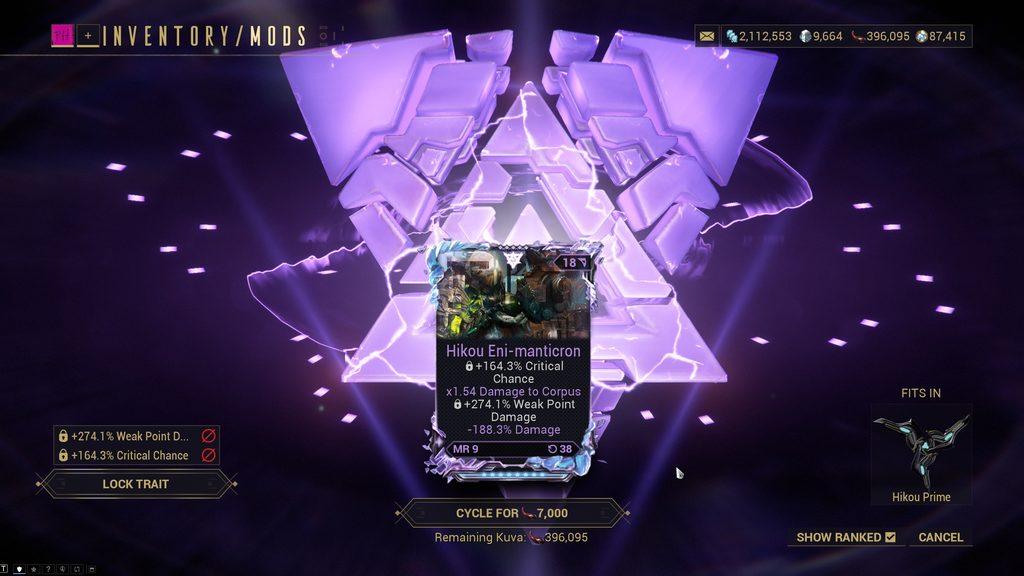 INVENTORY/MODS
2,112,553 9,664 396,095 87,415
18
Hikou Eni-manticron
+164.3% Critical
Chance
x1.54 Damage to Corpus
+274.1% Weak Point
Damage
-188.3% Damage
MR 9 38
+274.1% Weak Point D...
+164.3% Critical Chance
LOCK TRAIT
CYCLE FOR 7,000
Remaining Kuva: 396,095
FITS IN
Hikou Prime
SHOW RANKED
CANCEL